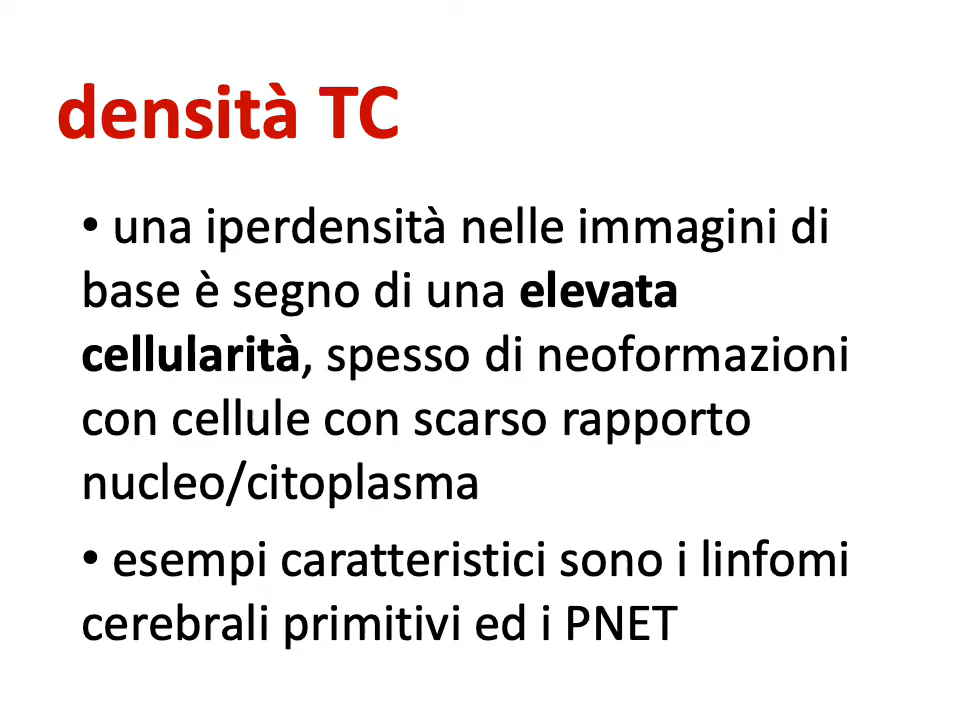 densità TC
• una iperdensità nelle immagini di
base è segno di una elevata
cellularità, spesso di neoformazioni
con cellule con scarso rapporto
nucleo/citoplasma
• esempi caratteristici sono i linfomi
cerebrali primitivi ed i PNET